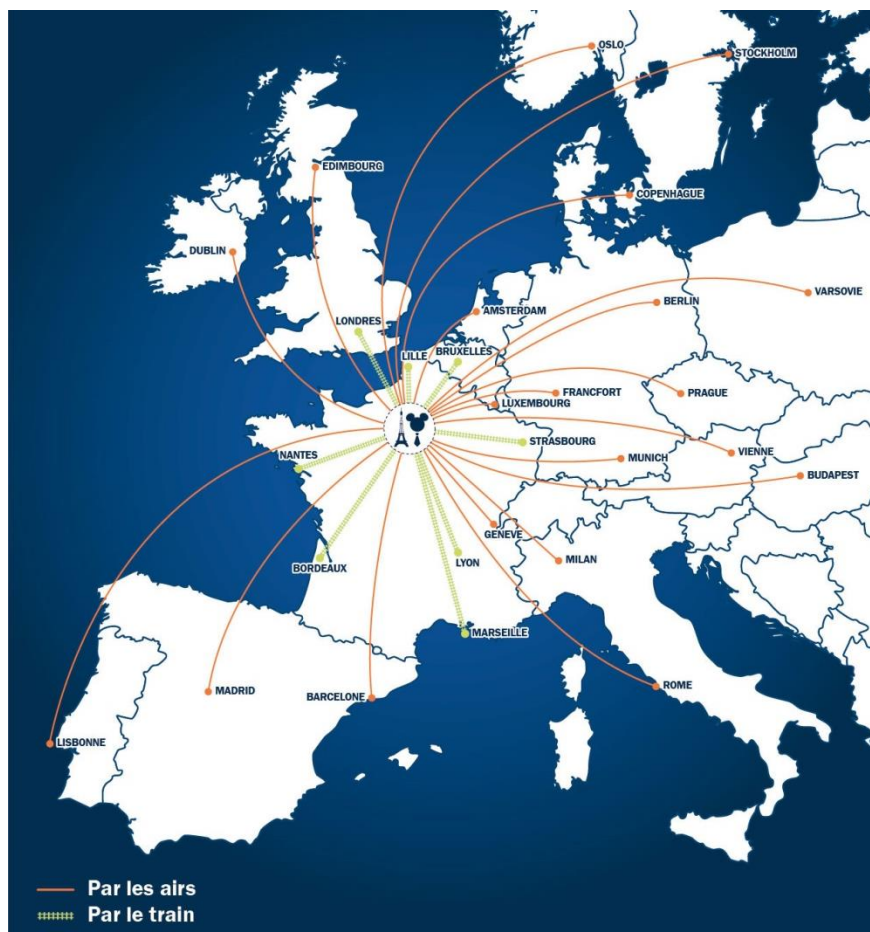 OSLO
STOCKHOLM
EDIMBOURG
COPENHAGUE
DUBLIN
VARSOVIE
BERLIN
AMSTERDAM
LONDRES
BRUXELLES
LILLE
FRANCFORT
PRAGUE
LUXEMBOURG
STRASBOURG
NANTES
VIENNE
MUNICH
BUDAPEST
GENÈVE
MILAN
LYON
BORDEAUX
MARSEILLE
ROME
MADRID
BARCELONE
LISBONNE
Par les airs
Par le train